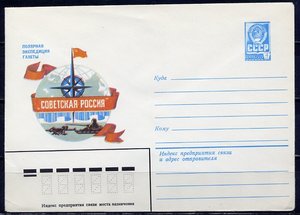 ПОЛЯРНАЯ
ЭКСПЕДИЦИЯ
ГАЗЕТЫ
СОВЕТСКАЯ РОССИЯ
СССР
Куда
Кому
Индекс предприятия связи
и адрес отправителя
Индекс предприятия связи места назначения